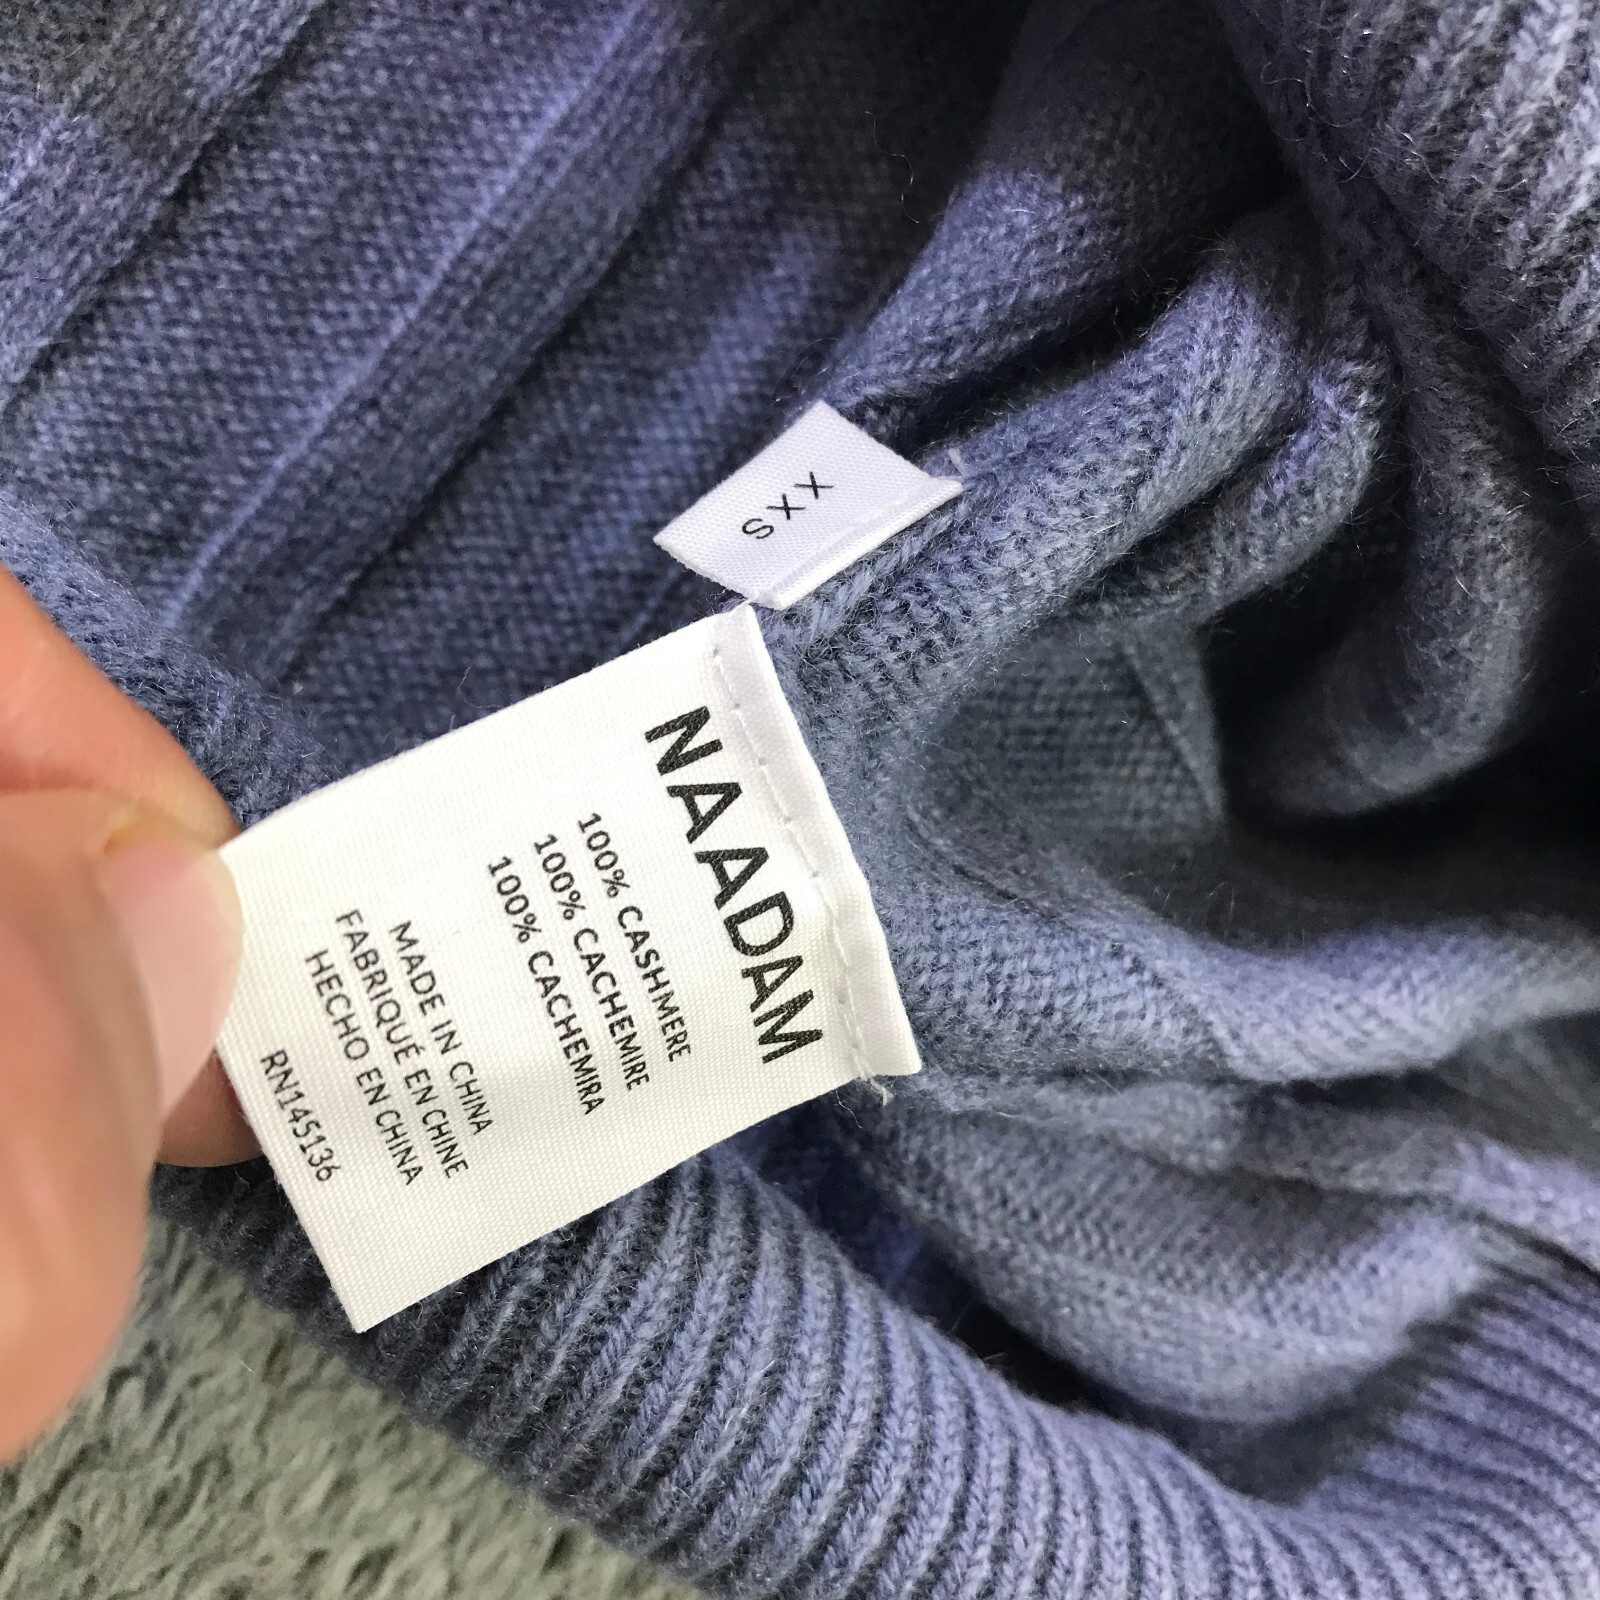 XXS
NAADAM
100% CASHMERE
100% CACHEMIRE
100% CACHEMIRA
MADE IN CHINA
FABRIQUÉ EN CHINE
HECHO EN CHINA
RN145136